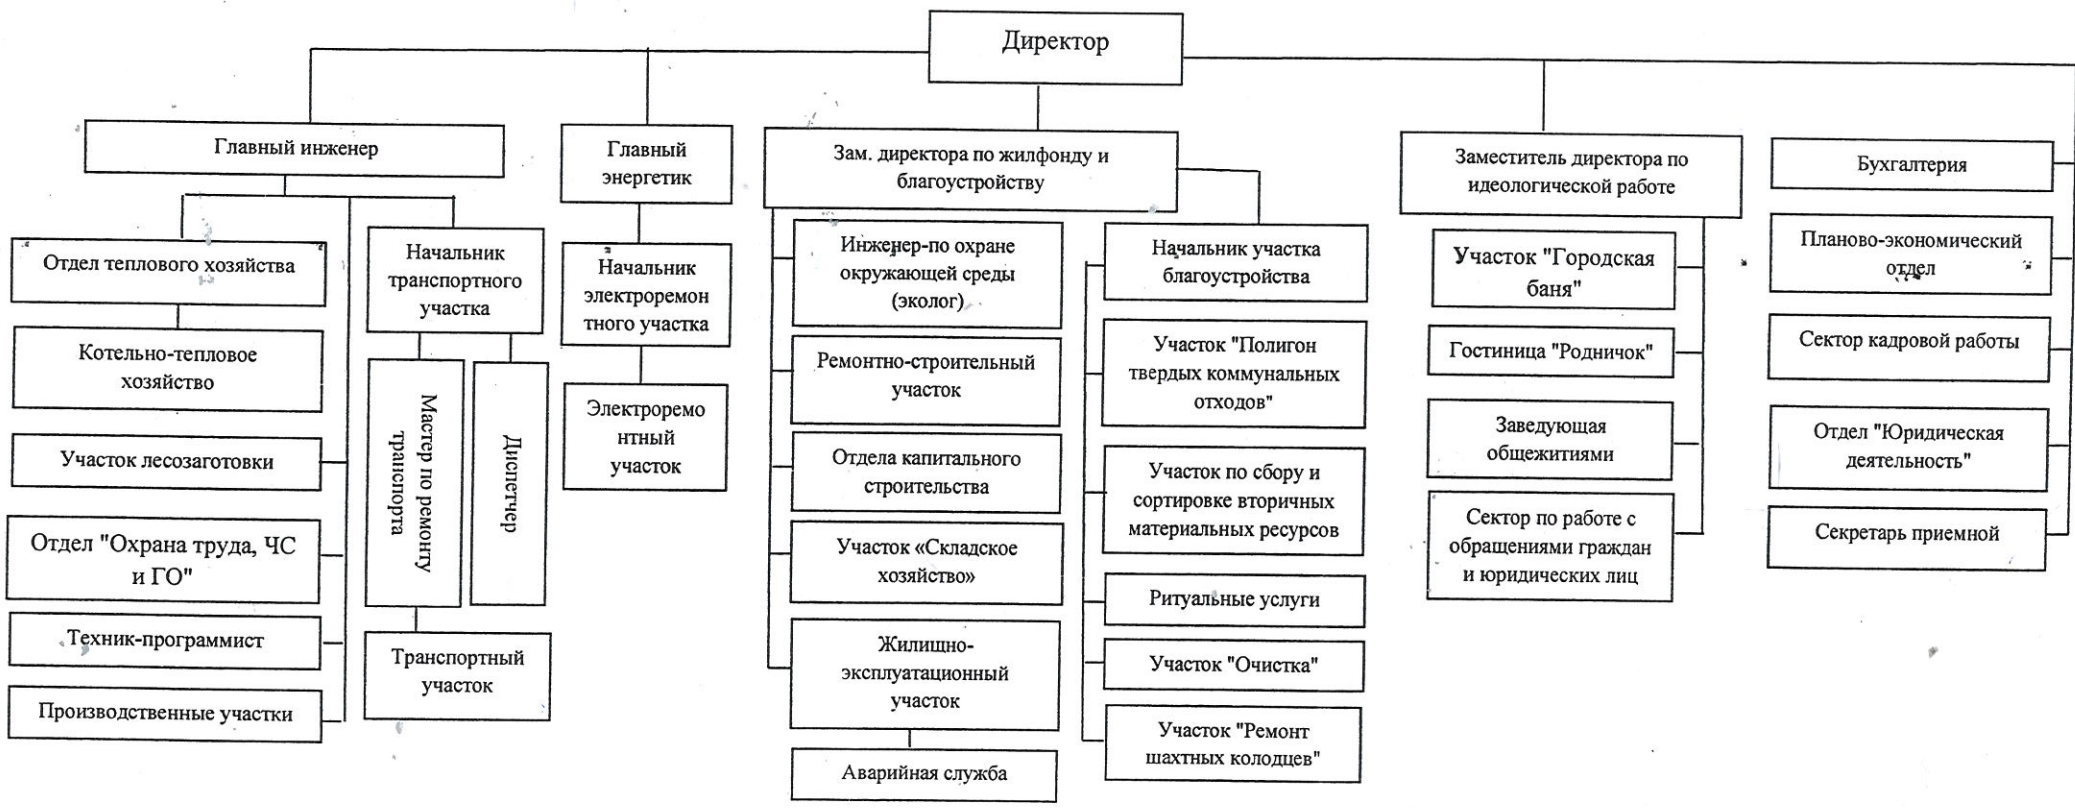 Директор
Главный инженер
Отдел теплового хозяйства
Котельно-тепловое
хозяйство
Участок лесозаготовки
Отдел "Охрана труда, ЧС
и ГО"
Техник-программист
Производственные участки
Начальник
транспортного
участка
Мастер по ремонту
транспорта
Диспетчер
Транспортный
участок
Главный
энергетик
Начальник
электроремон
тного участка
Электроремо
нтный
участок
Зам. директора по жилфонду и
благоустройству
Инженер-по охране
окружающей среды
(эколог)
Ремонтно-строительный
участок
Отдела капитального
строительства
Участок «Складское
хозяйство»
Жилищно-
эксплуатационный
участок
Аварийная служба
Начальник участка
благоустройства
Участок "Полигон
твердых коммунальных
отходов"
Участок по сбору и
сортировке вторичных
материальных ресурсов
Ритуальные услуги
Участок "Очистка"
Участок "Ремонт
шахтных колодцев"
Заместитель директора по
идеологической работе
Участок "Городская
баня"
Гостиница "Родничок"
Заведующая
общежитиями
Сектор по работе с
обращениями граждан
и юридических лиц
Бухгалтерия
Планово-экономический
отдел
Сектор кадровой работы
Отдел "Юридическая
деятельность"
Секретарь приемной